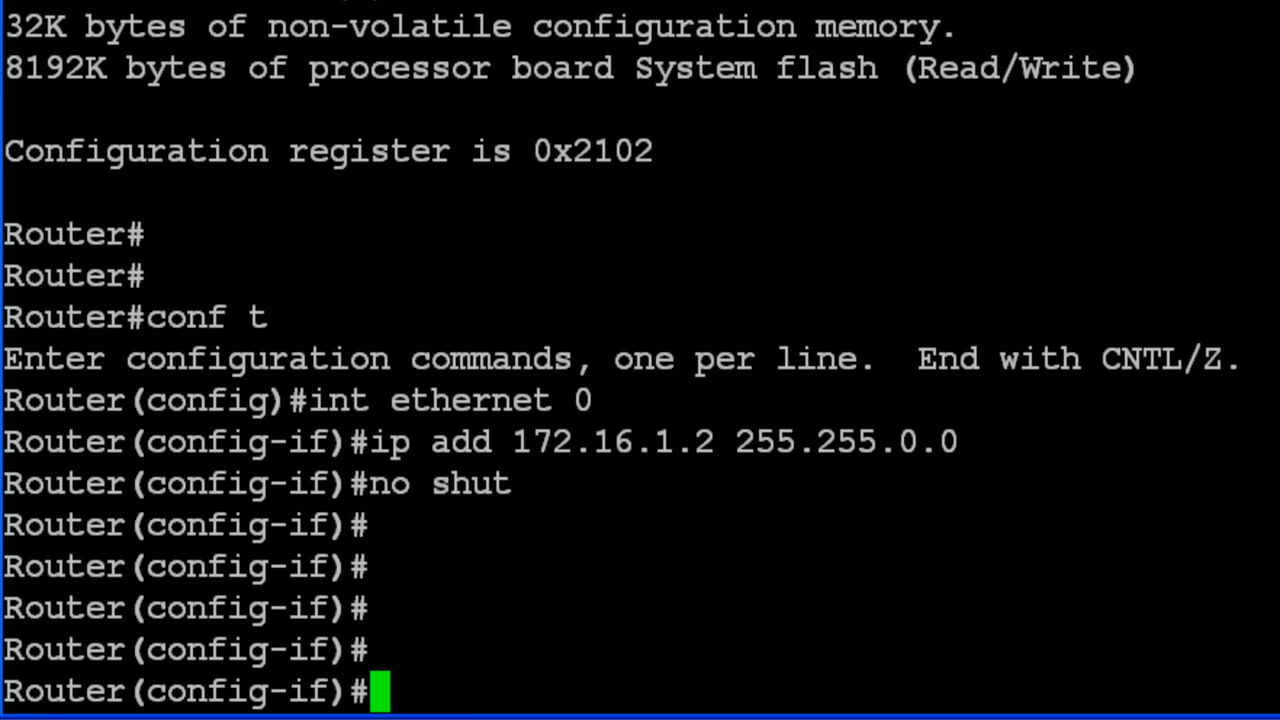 32K bytes of non-volatile configuration memory.
8192K bytes of processor board System flash (Read/Write)
Configuration register is 0x2102
Router#
Router#
Router#conf t
Enter configuration commands, one per line.  End with CNTL/Z.
Router(config)#int ethernet 0
Router(config-if)#ip add 172.16.1.2 255.255.0.0
Router(config-if)#no shut
Router(config-if)#
Router(config-if)#
Router(config-if)#
Router(config-if)#
Router(config-if)#